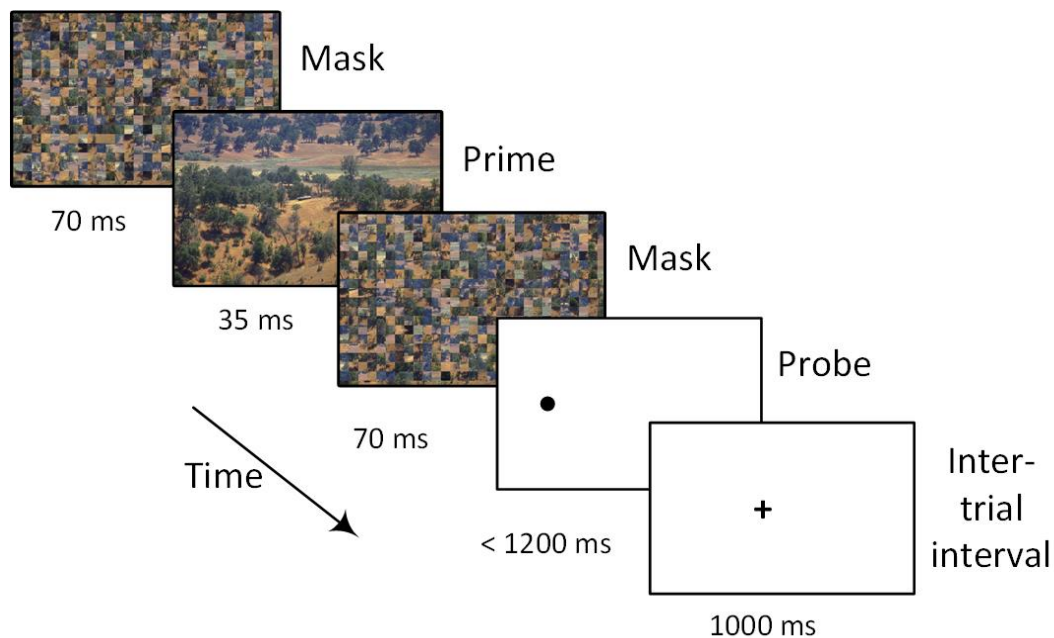 Mask
70 ms
Prime
35 ms
Mask
70 ms
Probe
< 1200 ms
Inter-
trial
interval
1000 ms
Time